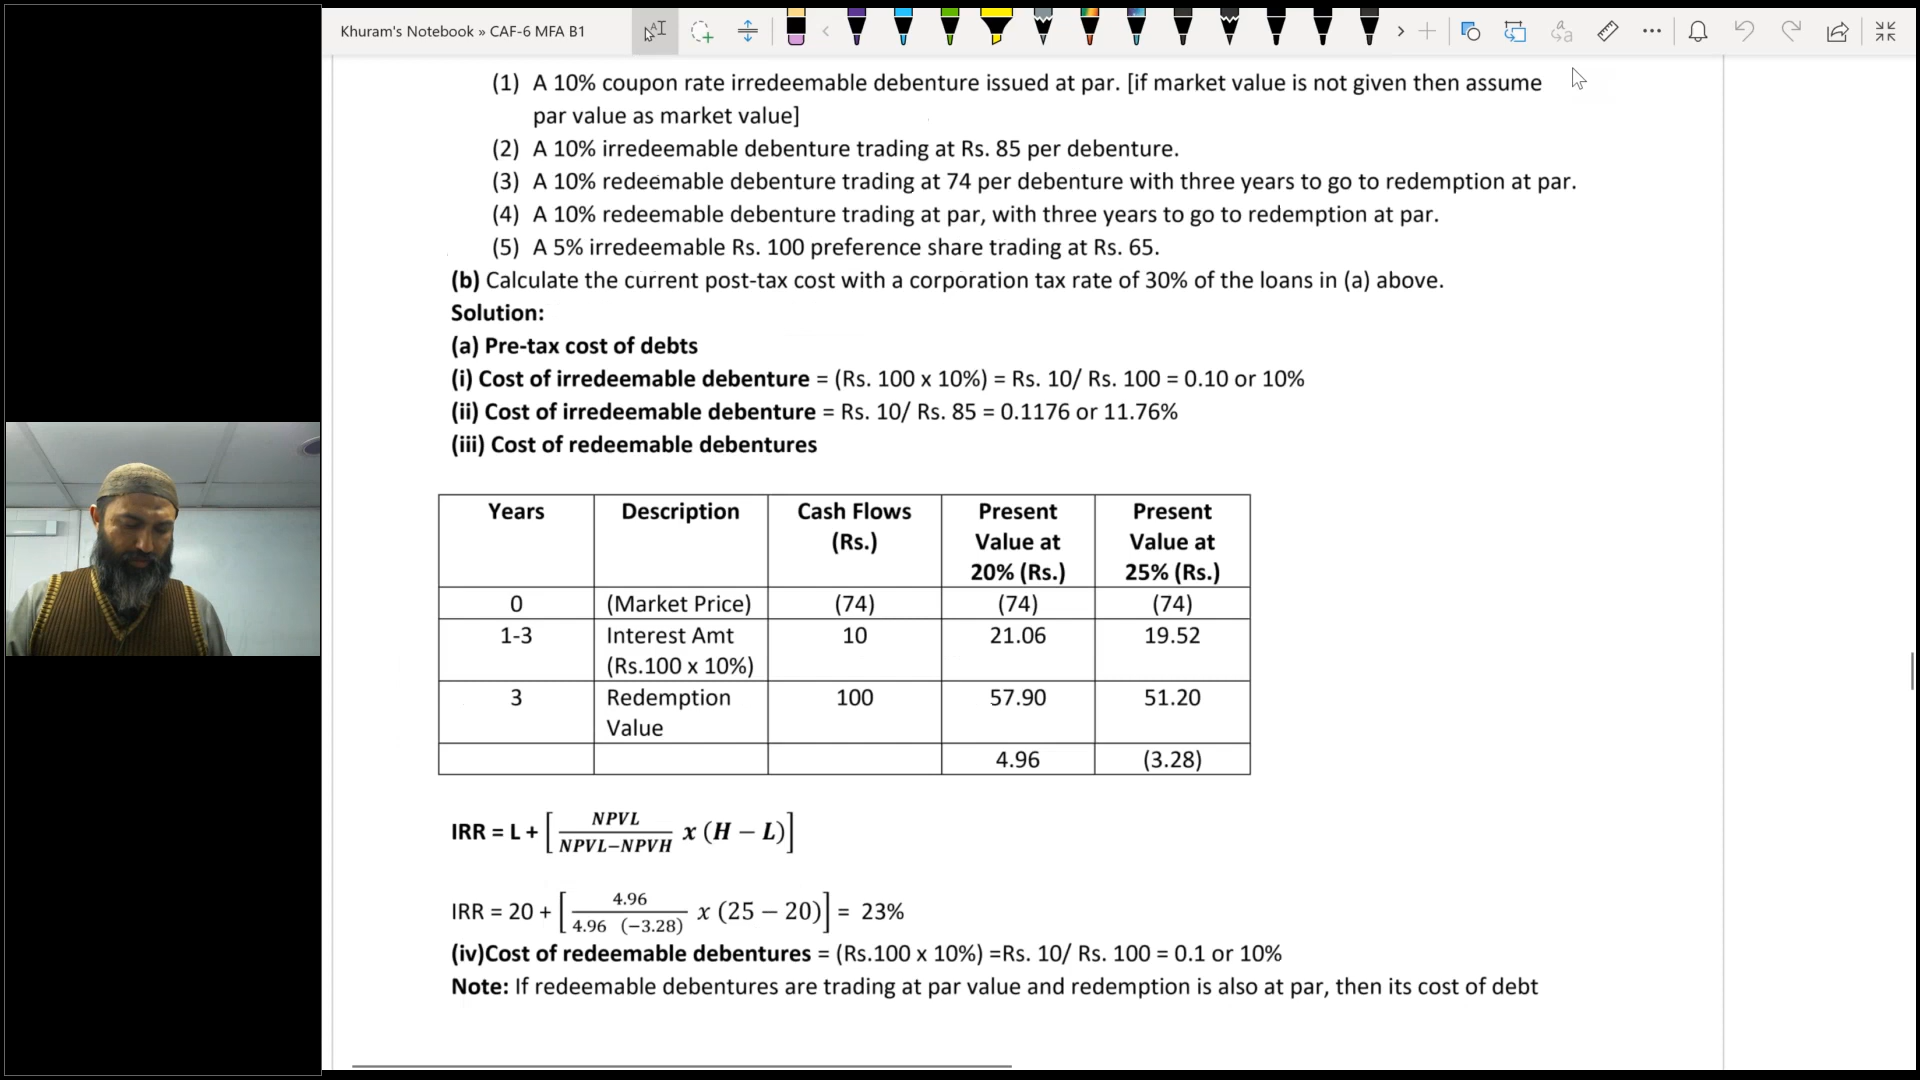 Khuram's Notebook » CAF-6 MFA B1
(1) A 10% coupon rate irredeemable debenture issued at par. [if market value is not given then assume
par value as market value]
(2) A 10% irredeemable debenture trading at Rs. 85 per debenture.
(3) A 10% redeemable debenture trading at 74 per debenture with three years to go to redemption at par.
(4) A 10% redeemable debenture trading at par, with three years to go to redemption at par.
(5) A 5% irredeemable Rs. 100 preference share trading at Rs. 65.
(b) Calculate the current post-tax cost with a corporation tax rate of 30% of the loans in (a) above.
Solution:
(a) Pre-tax cost of debts
(i) Cost of irredeemable debenture = (Rs. 100 x 10%) = Rs. 10/ Rs. 100 = 0.10 or 10%
(ii) Cost of irredeemable debenture = Rs. 10/ Rs. 85 = 0.1176 or 11.76%
(iii) Cost of redeemable debentures
Years Description Cash Flows (Rs.) Present Value at 20% (Rs.) Present Value at 25% (Rs.)
0 (Market Price) (74) (74) (74)
1-3 Interest Amt (Rs.100 x 10%) 10 21.06 19.52
3 Redemption Value 100 57.90 51.20
4.96 (3.28)
IRR = L + [NPVL / NPVL−NPVH x (H − L)]
IRR = 20 + [4.96 / 4.96 (−3.28) x (25 − 20)] = 23%
(iv)Cost of redeemable debentures = (Rs.100 x 10%) =Rs. 10/ Rs. 100 = 0.1 or 10%
Note: If redeemable debentures are trading at par value and redemption is also at par, then its cost of debt